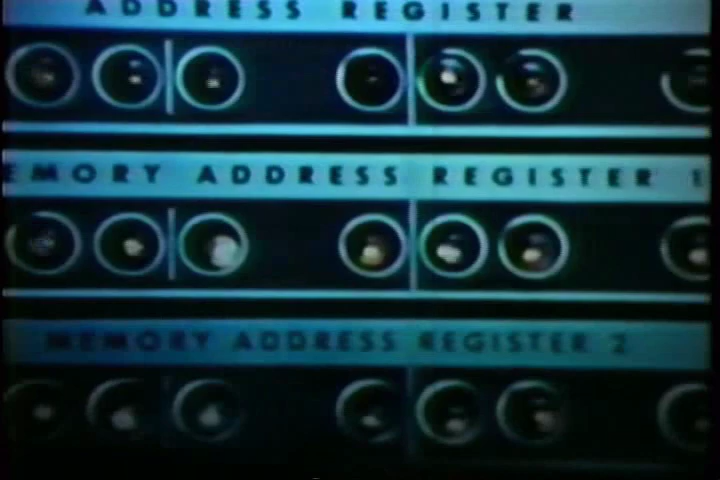 ADDRESS REGISTER
EMORY ADDRESS REGISTER 1
MEMORY ADDRESS REGISTER 2